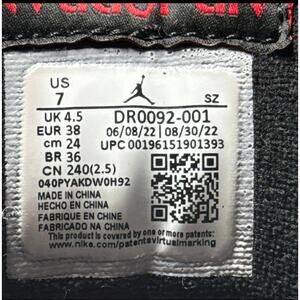 US
7
SZ
UK 4.5
EUR 38
cm 24
BR 36
CN 240(2.5)
DR0092-001
06/08/22 | 08/30/22
UPC 00196151901393
040PYAKDW0H92
MADE IN CHINA
HECHO EN CHINA
FABRIQUE EN CHINE
FABRICADO NA CHINA
This product is covered by one or more patents.
www.nike.com/patentsvirtualmarking